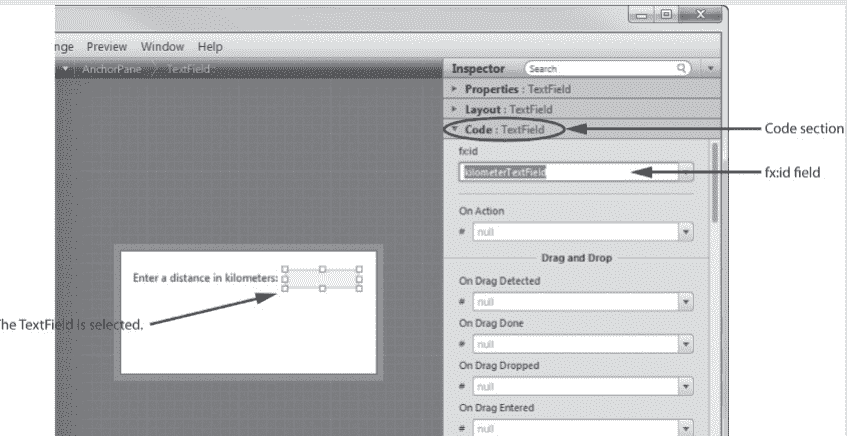 nge Preview Window Help
AnchorPane TextField
Inspector Search
Properties : TextField
Layout : TextField
Code : TextField
Code section
fx:id
kilometerTextField
fx:id field
On Action
# null
Drag and Drop
Enter a distance in kilometers:
On Drag Detected
# null
On Drag Done
he TextField is selected.
# null
On Drag Dropped
# null
On Drag Entered
# null